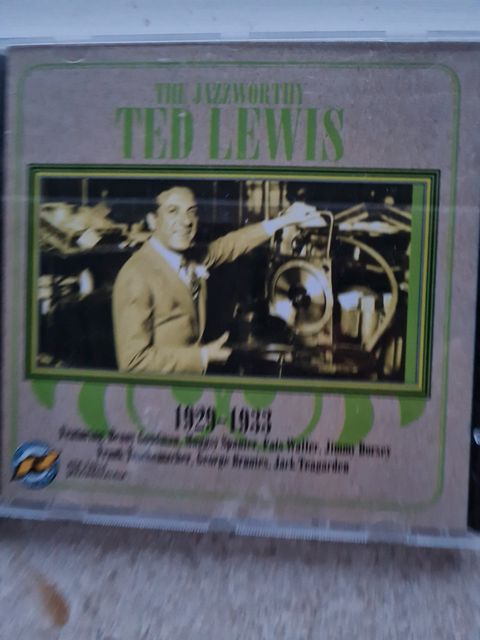 THE JAZZWORTHY
TED LEWIS
1929-1933
Featuring Benny Goodman, Muggsy Spanier, Fats Waller, Jimmy Dorsey
Frank Teschemacher, George Brunies, Jack Teagarden